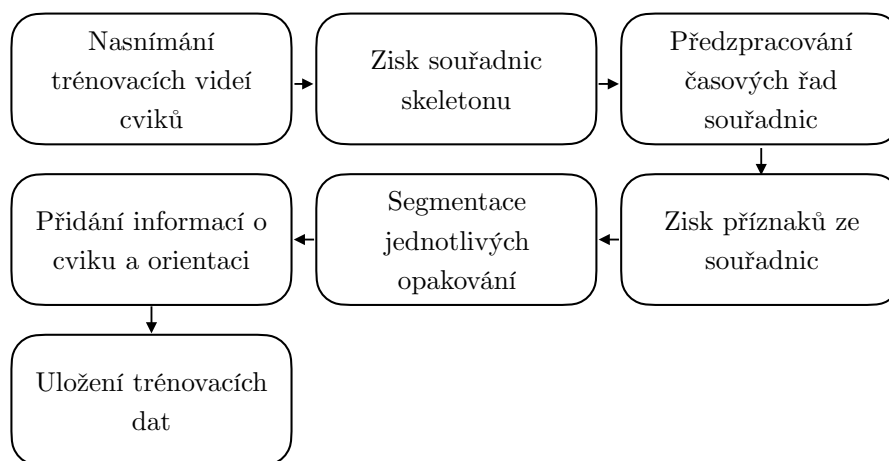 Nasnímání
trénovacích videí
cviků
Zisk souřadnic
skeletonu
Předzpracování
časových řad
souřadnic
Zisk příznaků ze
souřadnic
Segmentace
jednotlivých
opakování
Přidání informací o
cviku a orientaci
Uložení trénovacích
dat